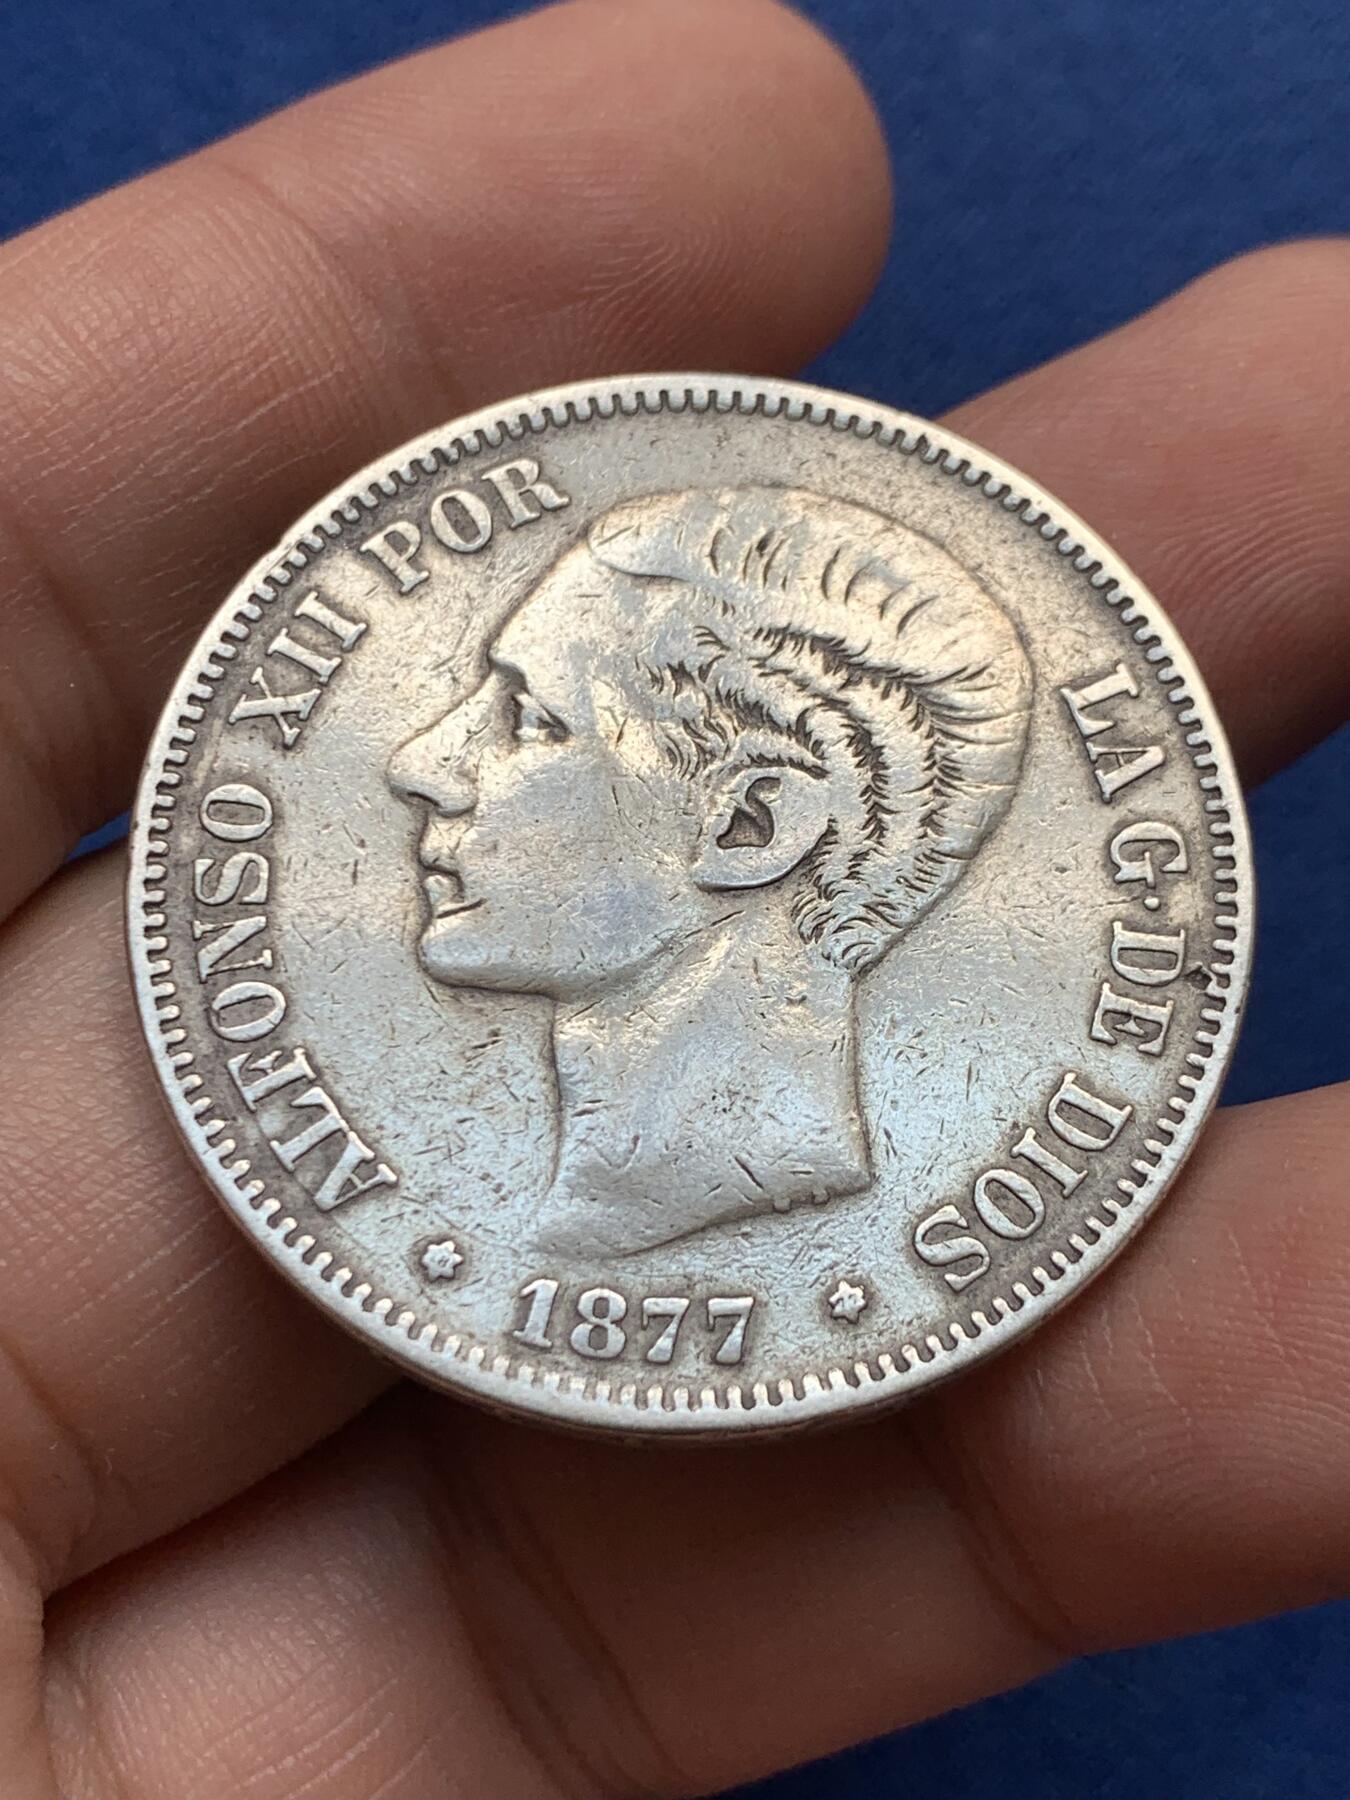 ALFONSO XII POR LA G·DE DIOS
1877